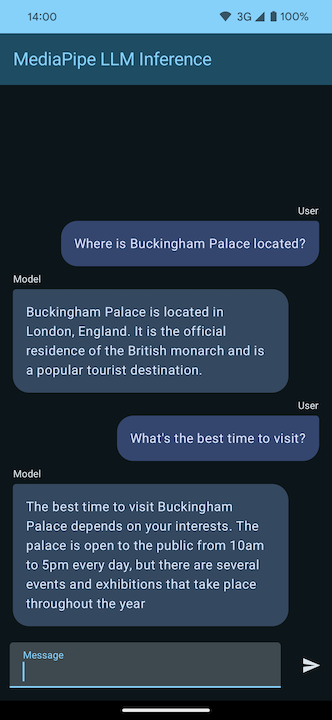 14:00 3G 100%
MediaPipe LLM Inference
User
Where is Buckingham Palace located?
Model
Buckingham Palace is located in
London, England. It is the official
residence of the British monarch and is
a popular tourist destination.
User
What's the best time to visit?
Model
The best time to visit Buckingham
Palace depends on your interests. The
palace is open to the public from 10am
to 5pm every day, but there are several
events and exhibitions that take place
throughout the year
Message